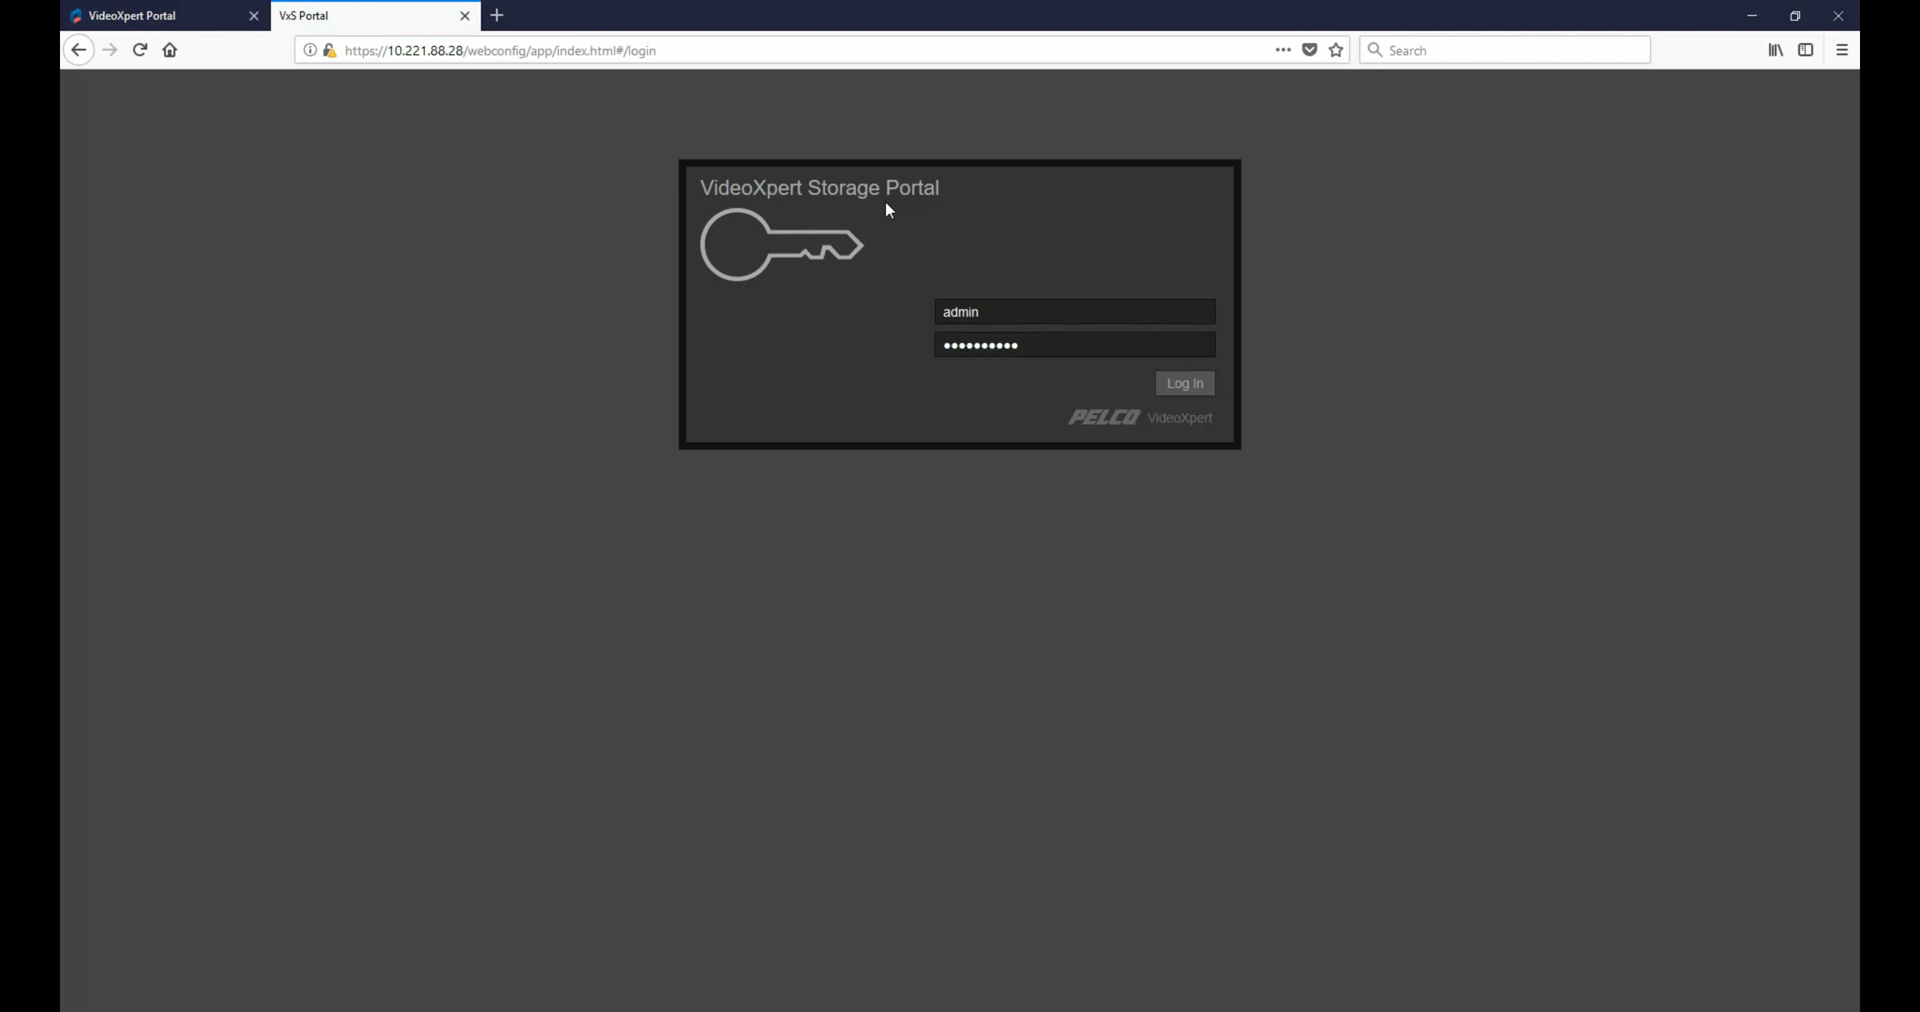 VideoXpert Portal
VxS Portal
https://10.221.88.28/webconfig/app/index.html#/login
Search
VideoXpert Storage Portal
admin
••••••••••
Log In
PELCO VideoXpert